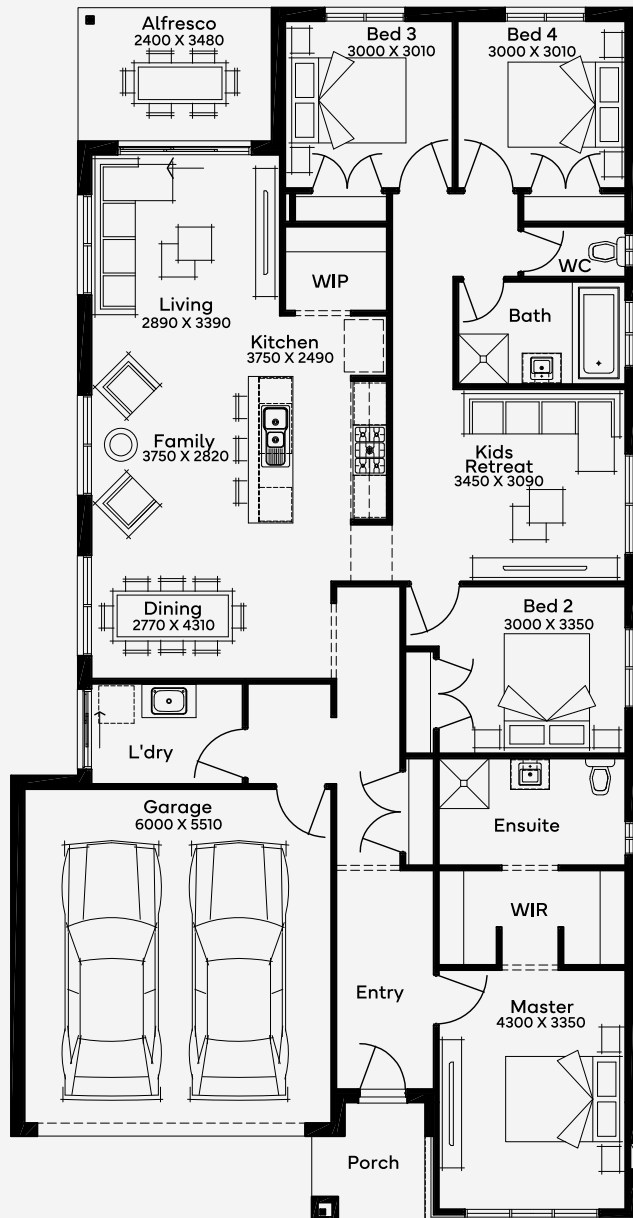 Alfresco
2400 X 3480
Bed 3
3000 X 3010
Bed 4
3000 X 3010
WC
WIP
Bath
Living
2890 X 3390
Kitchen
3750 X 2490
Family
3750 X 2820
Kids
Retreat
3450 X 3090
Dining
2770 X 4310
Bed 2
3000 X 3350
L'dry
Garage
6000 X 5510
Ensuite
WIR
Entry
Master
4300 X 3350
Porch